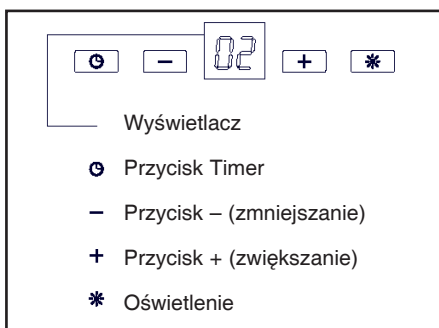 – 02 + *
Wyświetlacz
Przycisk Timer
– Przycisk – (zmniejszanie)
+ Przycisk + (zwiększanie)
* Oświetlenie